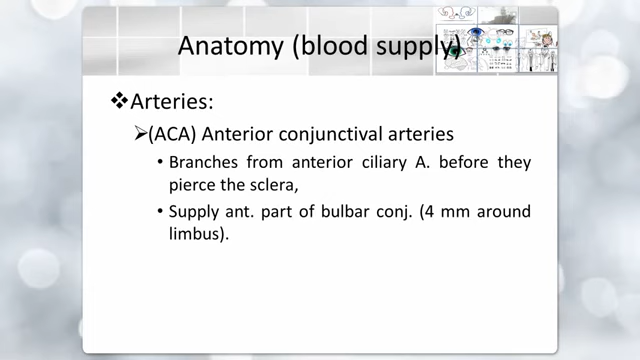 Anatomy (blood supply)
❖Arteries:
➢(ACA) Anterior conjunctival arteries
• Branches from anterior ciliary A. before they
pierce the sclera,
• Supply ant. part of bulbar conj. (4 mm around
limbus).